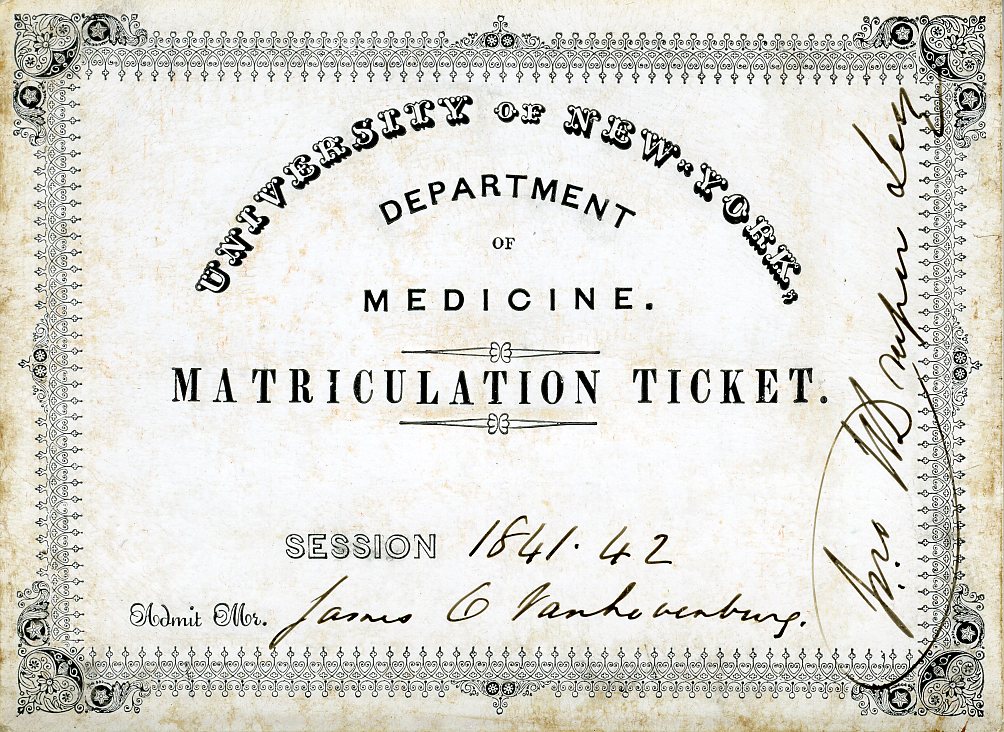 UNIVERSITY OF NEW-YORK,
DEPARTMENT
OF
MEDICINE.
MATRICULATION TICKET.
SESSION 1841.42
Admit Mr. James C Vanhovenburg.
Jno W Draper